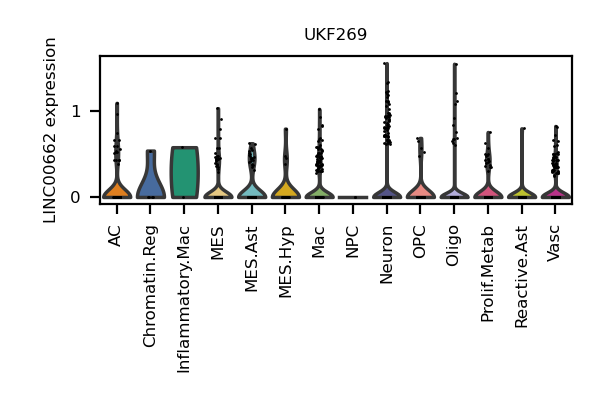 UKF269
LINC00662 expression
1
0
AC
Chromatin.Reg
Inflammatory.Mac
MES
MES.Ast
MES.Hyp
Mac
NPC
Neuron
OPC
Oligo
Prolif.Metab
Reactive.Ast
Vasc